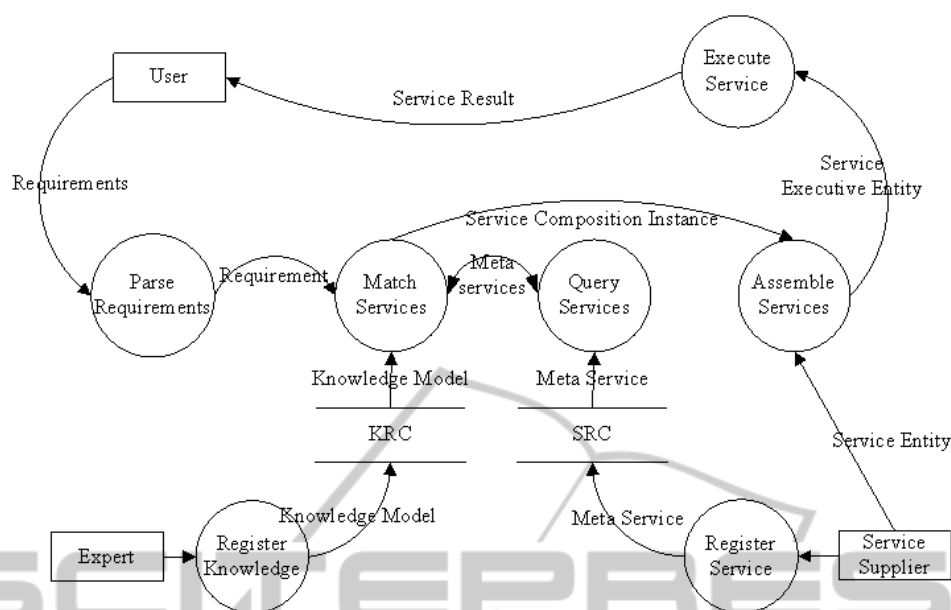 User
Service Result
Execute
Service
Requirements
Service
Executive Entity
Service Composition Instance
Parse
Requirements
Requirement
Match
Services
Meta
services
Query
Services
Assemble
Services
Knowledge Model
Meta Service
KRC
SRC
Service Entity
Knowledge Model
Meta Service
Expert
Register
Knowledge
Register
Service
Service
Supplier
SCITEPRESS